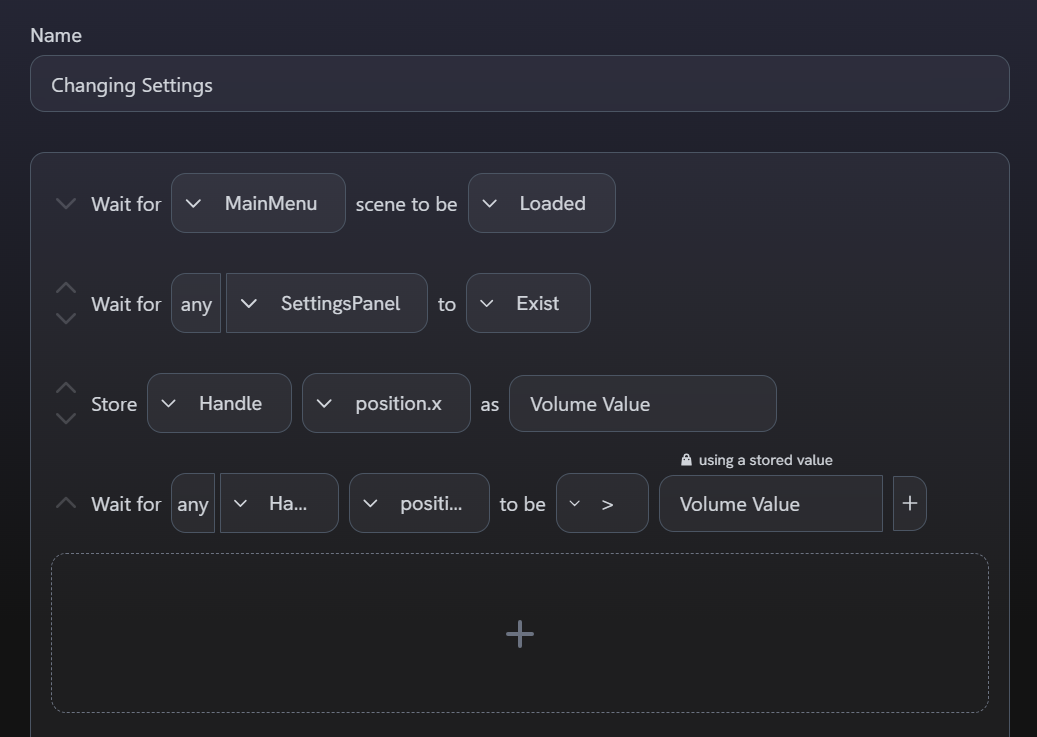 Name
Changing Settings
Wait for MainMenu scene to be Loaded
Wait for any SettingsPanel to Exist
Store Handle position.x as Volume Value
using a stored value
Wait for any Ha... positi... to be > Volume Value +